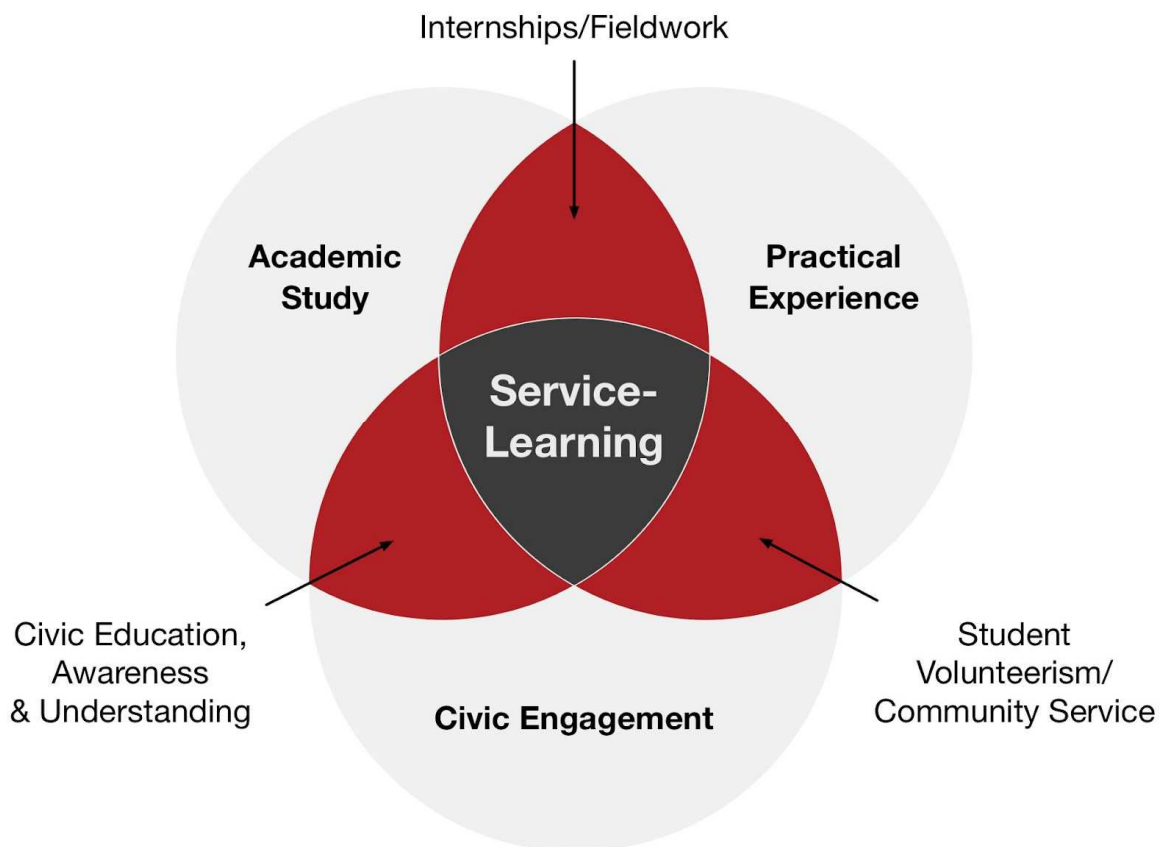 Internships/Fieldwork
Academic
Study
Practical
Experience
Service-
Learning
Civic Education,
Awareness
& Understanding
Civic Engagement
Student
Volunteerism/
Community Service